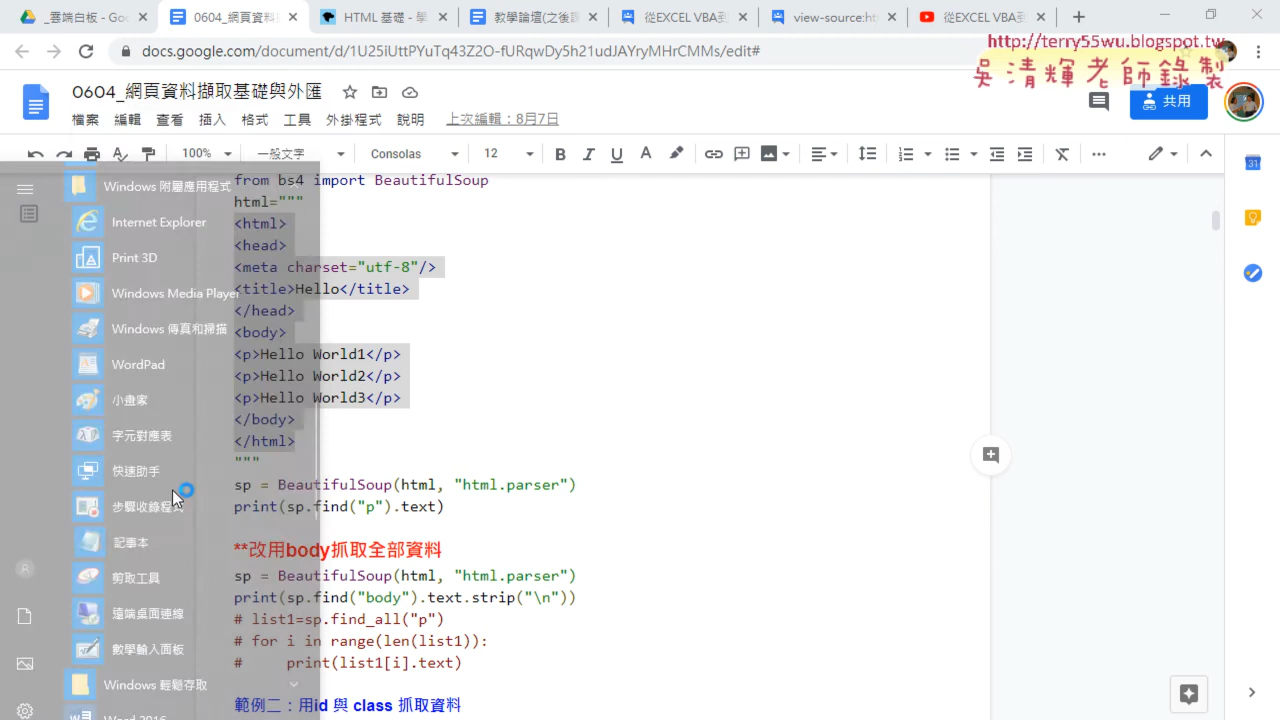 _雲端白板 - Goo
0604_網頁資料
HTML 基礎 - 學
教學論壇(之後課
從EXCEL VBA到
view-source:ht
從EXCEL VBA到
docs.google.com/document/d/1U25iUttPYuTq43Z2O-fURqwDy5h21udJAYryMHrCMMs/edit#
http://terry55wu.blogspot.tw
吳清輝老師錄製
0604_網頁資料擷取基礎與外匯
共用
檔案 編輯 查看 插入 格式 工具 外掛程式 說明 上次編輯：8月7日
100% 一般文字 Consolas 12
31
Windows 附屬應用程式
Internet Explorer
Print 3D
Windows Media Player
Windows 傳真和掃描
WordPad
小畫家
字元對應表
快速助手
步驟收錄程式
記事本
剪取工具
遠端桌面連線
數學輸入面板
Windows 輕鬆存取
Word 2016
from bs4 import BeautifulSoup
html="""
<html>
<head>
<meta charset="utf-8"/>
<title>Hello</title>
</head>
<body>
<p>Hello World1</p>
<p>Hello World2</p>
<p>Hello World3</p>
</body>
</html>
"""
sp = BeautifulSoup(html, "html.parser")
print(sp.find("p").text)
**改用body抓取全部資料
sp = BeautifulSoup(html, "html.parser")
print(sp.find("body").text.strip("\n"))
# list1=sp.find_all("p")
# for i in range(len(list1)):
#     print(list1[i].text)
範例二：用id 與 class 抓取資料